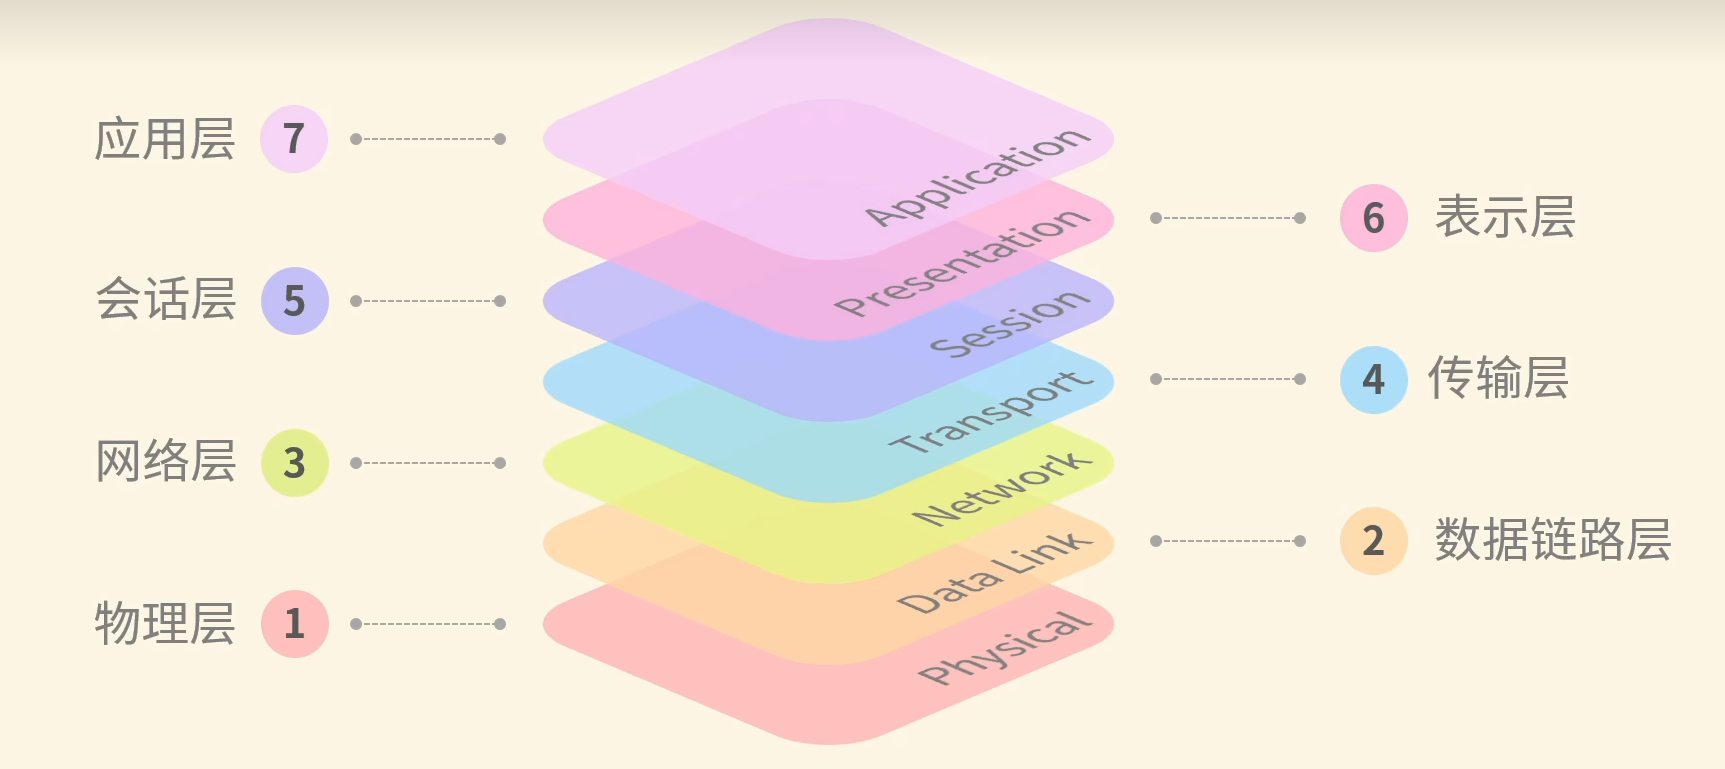 应用层 7
Application
6 表示层
Presentation
会话层 5
Session
4 传输层
Transport
网络层 3
Network
2 数据链路层
Data Link
物理层 1
Physical